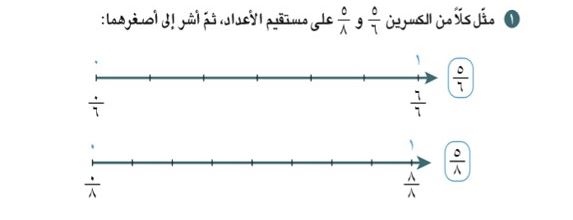 ١ مثّل كلًّا من الكسرين ٥/٦ و ٥/٨ على مستقيم الأعداد، ثمّ أشر إلى أصغرهما:
٠ ١
٠/٦ ٦/٦ ٥/٦
٠ ١
٠/٨ ٨/٨ ٥/٨